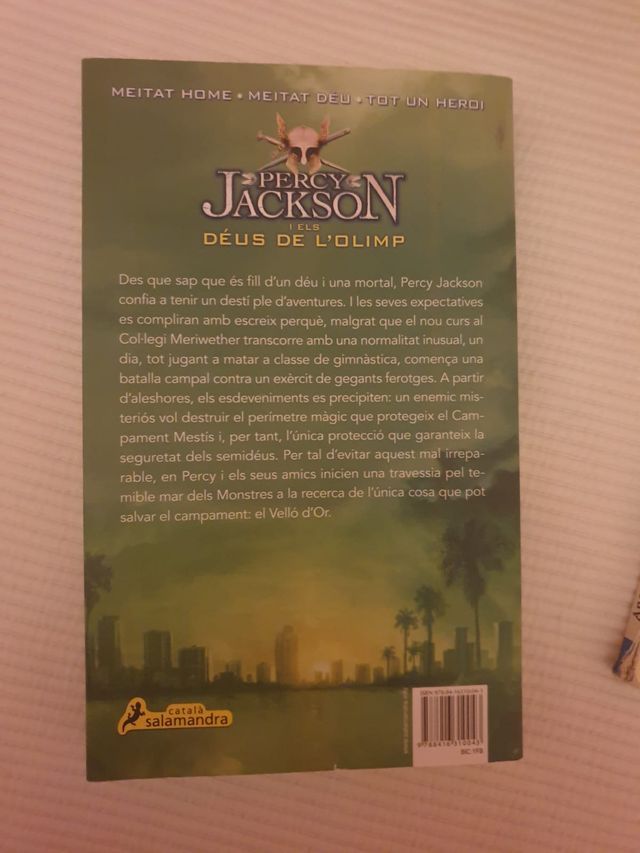 MEITAT HOME • MEITAT DÉU • TOT UN HEROI
PERCY
JACKSON
I ELS
DÉUS DE L'OLIMP
Des que sap que és fill d'un déu i una mortal, Percy Jackson
confia a tenir un destí ple d'aventures. I les seves expectatives
es compliran amb escreix perquè, malgrat que el nou curs al
Col·legi Meriwether transcorre amb una normalitat inusual, un
dia, tot jugant a matar a classe de gimnàstica, comença una
batalla campal contra un exèrcit de gegants ferotges. A partir
d'aleshores, els esdeveniments es precipiten: un enemic mis-
teriós vol destruir el perímetre màgic que protegeix el Cam-
pament Mestís i, per tant, l'única protecció que garanteix la
seguretat dels semidéus. Per tal d'evitar aquest mal irrepa-
rable, en Percy i els seus amics inicien una travessia pel te-
mible mar dels Monstres a la recerca de l'única cosa que pot
salvar el campament: el Velló d'Or.
català
salamandra
9788416310043
BIC:YFB